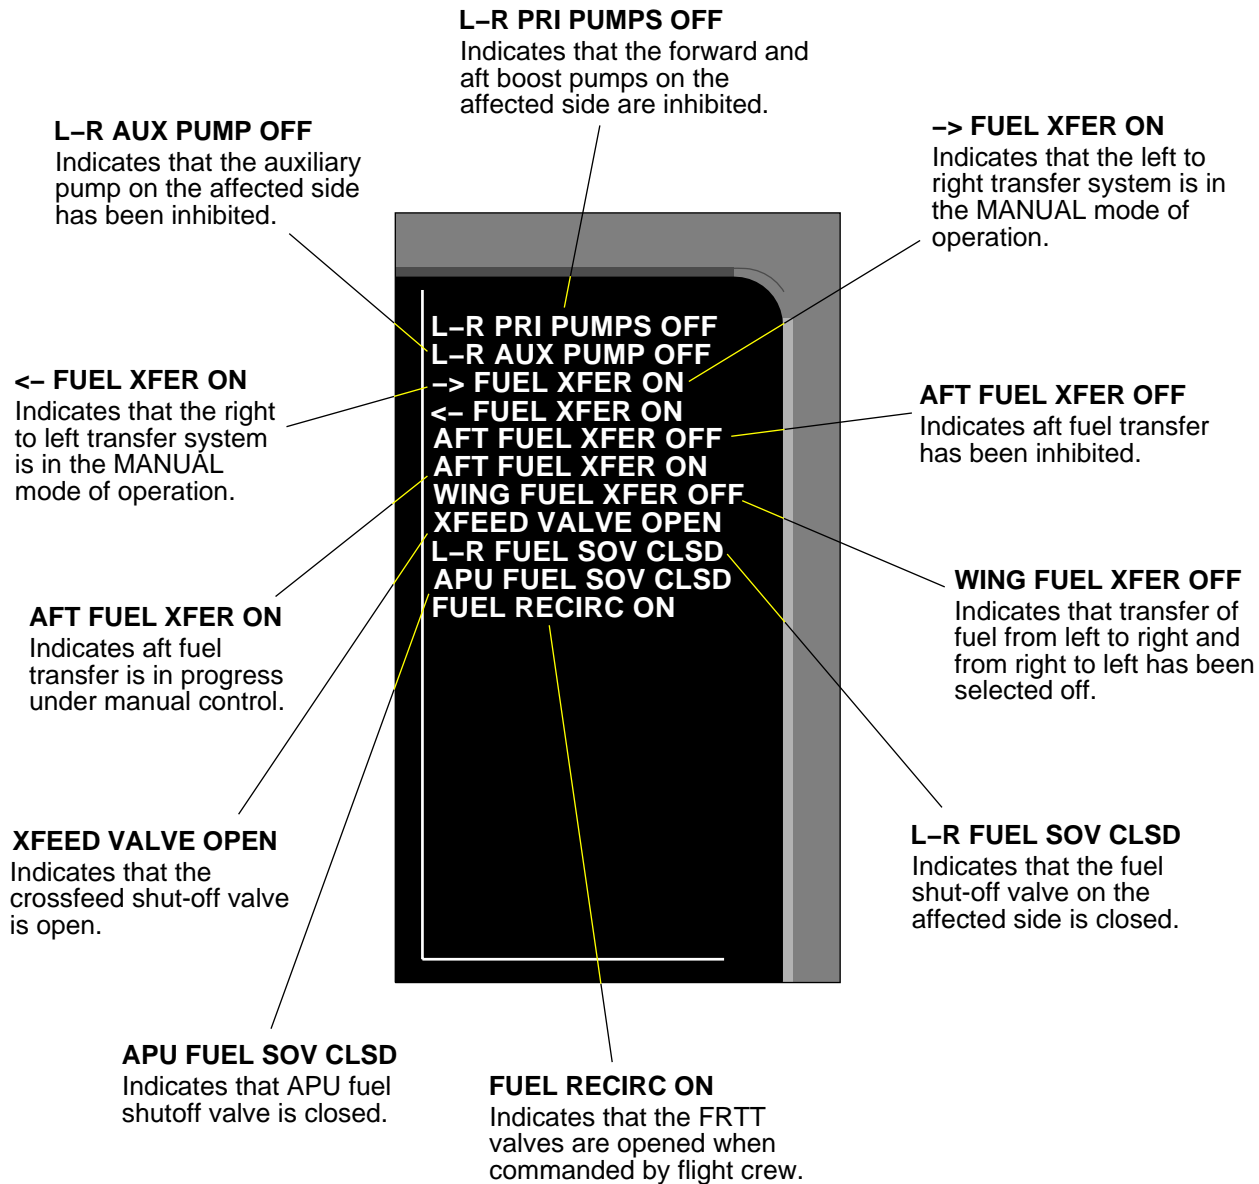 L–R PRI PUMPS OFF
Indicates that the forward and
aft boost pumps on the
affected side are inhibited.
L–R AUX PUMP OFF
Indicates that the auxiliary
pump on the affected side
has been inhibited.
–> FUEL XFER ON
Indicates that the left to
right transfer system is in
the MANUAL mode of
operation.
L–R PRI PUMPS OFF
L–R AUX PUMP OFF
–> FUEL XFER ON
<– FUEL XFER ON
AFT FUEL XFER OFF
AFT FUEL XFER ON
WING FUEL XFER OFF
XFEED VALVE OPEN
L–R FUEL SOV CLSD
APU FUEL SOV CLSD
FUEL RECIRC ON
<– FUEL XFER ON
Indicates that the right
to left transfer system
is in the MANUAL
mode of operation.
AFT FUEL XFER OFF
Indicates aft fuel transfer
has been inhibited.
AFT FUEL XFER ON
Indicates aft fuel
transfer is in progress
under manual control.
WING FUEL XFER OFF
Indicates that transfer of
fuel from left to right and
from right to left has been
selected off.
XFEED VALVE OPEN
Indicates that the
crossfeed shut-off valve
is open.
L–R FUEL SOV CLSD
Indicates that the fuel
shut-off valve on the
affected side is closed.
APU FUEL SOV CLSD
Indicates that APU fuel
shutoff valve is closed.
FUEL RECIRC ON
Indicates that the FRTT
valves are opened when
commanded by flight crew.